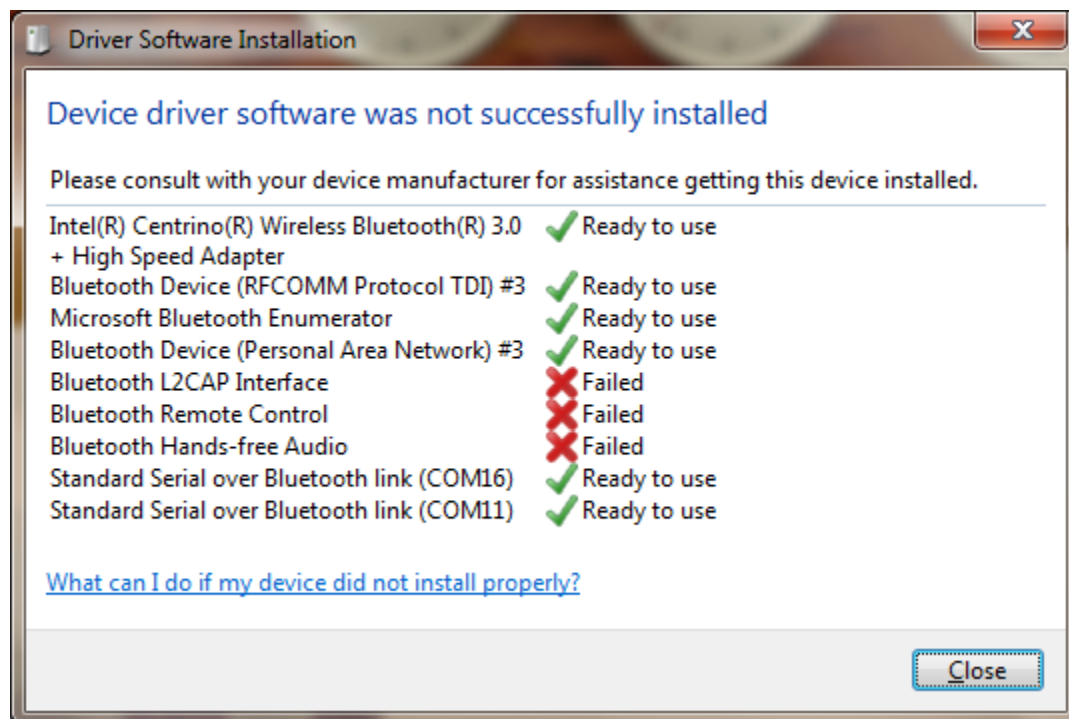 Driver Software Installation
Device driver software was not successfully installed
Please consult with your device manufacturer for assistance getting this device installed.
Intel(R) Centrino(R) Wireless Bluetooth(R) 3.0 Ready to use
+ High Speed Adapter
Bluetooth Device (RFCOMM Protocol TDI) #3 Ready to use
Microsoft Bluetooth Enumerator Ready to use
Bluetooth Device (Personal Area Network) #3 Ready to use
Bluetooth L2CAP Interface Failed
Bluetooth Remote Control Failed
Bluetooth Hands-free Audio Failed
Standard Serial over Bluetooth link (COM16) Ready to use
Standard Serial over Bluetooth link (COM11) Ready to use
What can I do if my device did not install properly?
Close